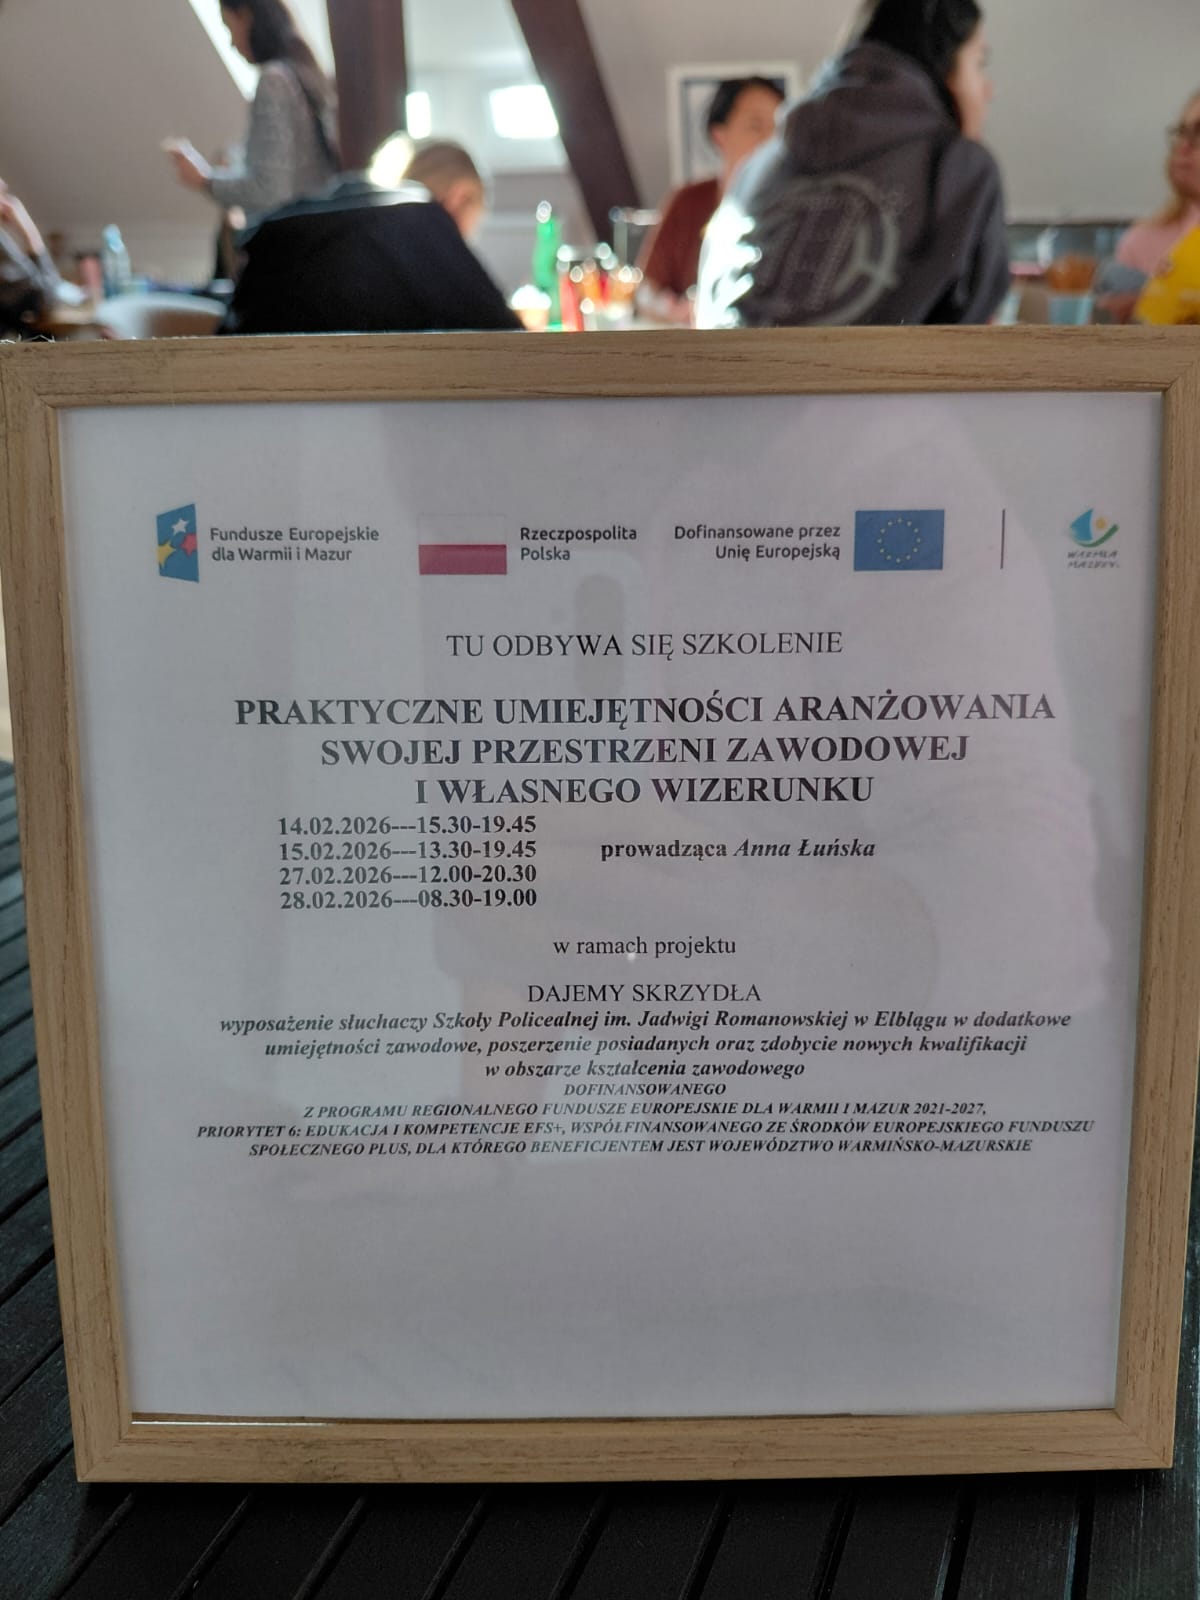 Fundusze Europejskie
dla Warmii i Mazur
Rzeczpospolita
Polska
Dofinansowane przez
Unię Europejską
WARMIA
MAZURY
TU ODBYWA SIĘ SZKOLENIE
PRAKTYCZNE UMIEJĘTNOŚCI ARANŻOWANIA
SWOJEJ PRZESTRZENI ZAWODOWEJ
I WŁASNEGO WIZERUNKU
14.02.2026---15.30-19.45
15.02.2026---13.30-19.45 prowadząca Anna Łuńska
27.02.2026---12.00-20.30
28.02.2026---08.30-19.00
w ramach projektu
DAJEMY SKRZYDŁA
wyposażenie słuchaczy Szkoły Policealnej im. Jadwigi Romanowskiej w Elblągu w dodatkowe
umiejętności zawodowe, poszerzenie posiadanych oraz zdobycie nowych kwalifikacji
w obszarze kształcenia zawodowego
DOFINANSOWANEGO
Z PROGRAMU REGIONALNEGO FUNDUSZE EUROPEJSKIE DLA WARMII I MAZUR 2021-2027,
PRIORYTET 6: EDUKACJA I KOMPETENCJE EFS+, WSPÓŁFINANSOWANEGO ZE ŚRODKÓW EUROPEJSKIEGO FUNDUSZU
SPOŁECZNEGO PLUS, DLA KTÓREGO BENEFICJENTEM JEST WOJEWÓDZTWO WARMIŃSKO-MAZURSKIE